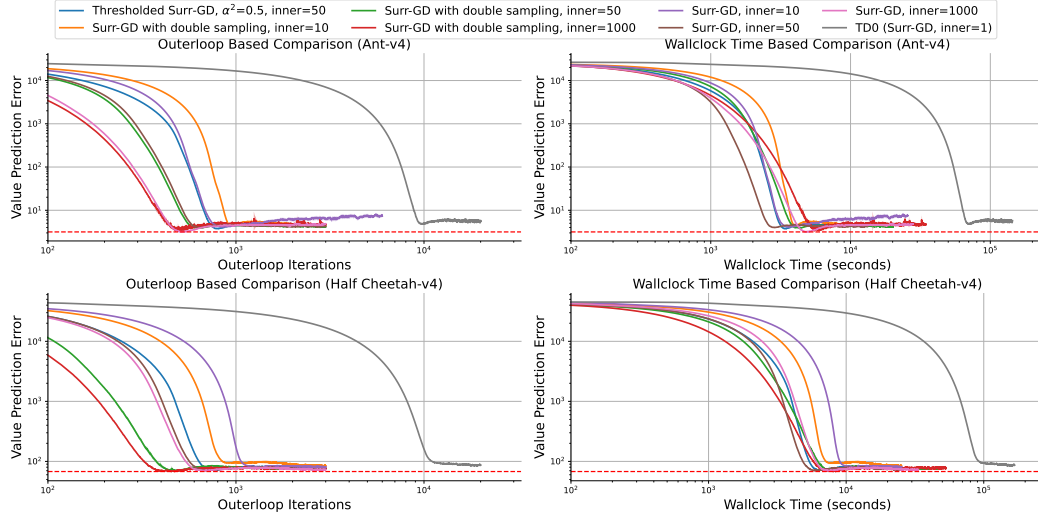 Thresholded Surr-GD, α²=0.5, inner=50
Surr-GD with double sampling, inner=50
Surr-GD, inner=10
Surr-GD, inner=1000
Surr-GD with double sampling, inner=10
Surr-GD with double sampling, inner=1000
Surr-GD, inner=50
TD0 (Surr-GD, inner=1)
Outerloop Based Comparison (Ant-v4)
Value Prediction Error
10⁴
10³
10²
10¹
10²
10³
10⁴
Outerloop Iterations
Wallclock Time Based Comparison (Ant-v4)
Value Prediction Error
10⁴
10³
10²
10¹
10²
10³
10⁴
10⁵
Wallclock Time (seconds)
Outerloop Based Comparison (Half Cheetah-v4)
Value Prediction Error
10⁴
10³
10²
10²
10³
10⁴
Outerloop Iterations
Wallclock Time Based Comparison (Half Cheetah-v4)
Value Prediction Error
10⁴
10³
10²
10²
10³
10⁴
10⁵
Wallclock Time (seconds)